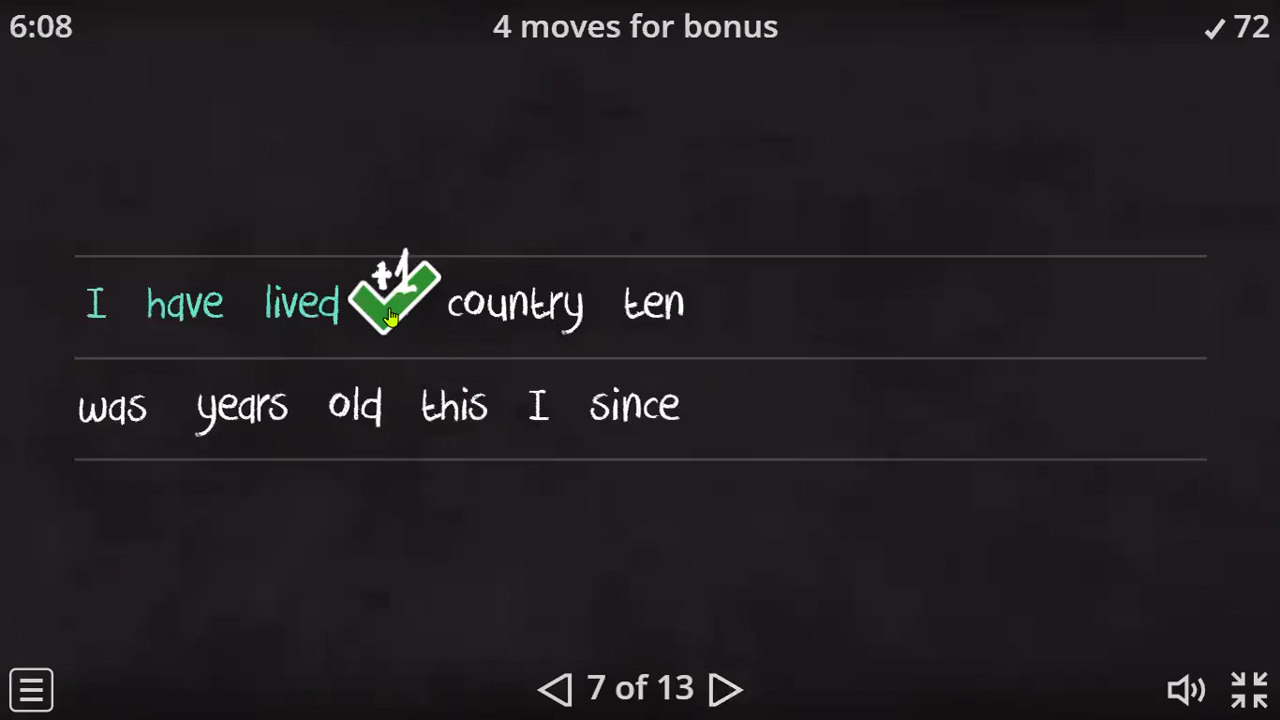 6:08 4 moves for bonus 72
+1
I have lived country ten
was years old this I since
7 of 13